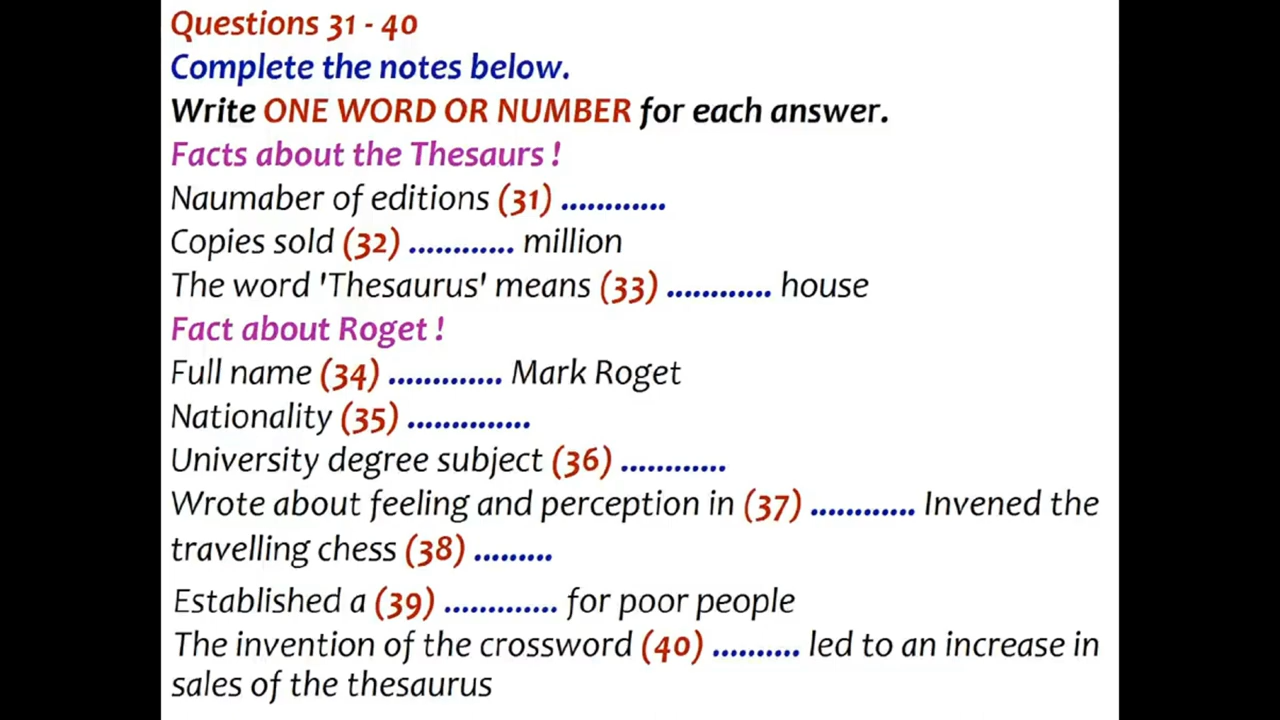 Questions 31 - 40
Complete the notes below.
Write ONE WORD OR NUMBER for each answer.
Facts about the Thesaurs !
Naumaber of editions (31) ............
Copies sold (32) ............ million
The word 'Thesaurus' means (33) ............ house
Fact about Roget !
Full name (34) ............. Mark Roget
Nationality (35) ..............
University degree subject (36) ............
Wrote about feeling and perception in (37) ............ Invened the
travelling chess (38) .........
Established a (39) ............. for poor people
The invention of the crossword (40) .......... led to an increase in
sales of the thesaurus